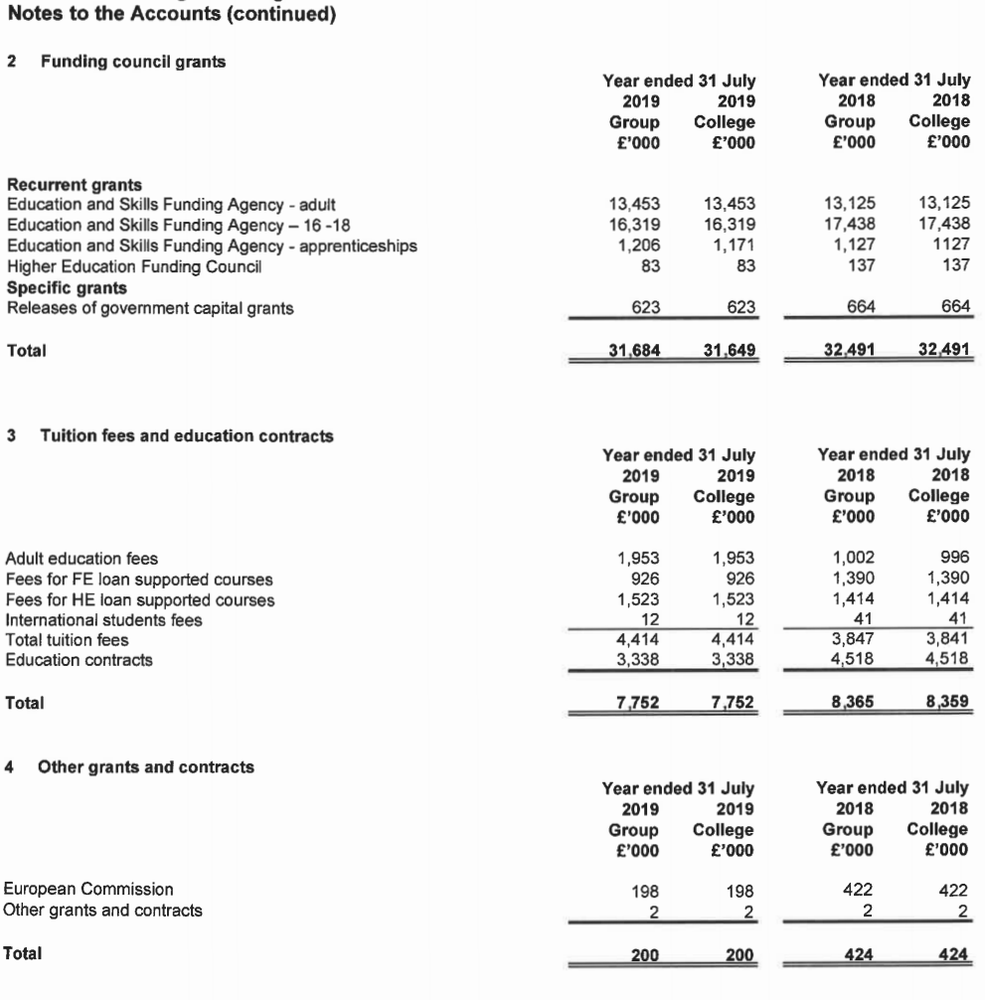 Notes to the Accounts (continued)
2 Funding council grants
Year ended 31 July Year ended 31 July
2019 2019 2018 2018
Group College Group College
£'000 £'000 £'000 £'000
Recurrent grants
Education and Skills Funding Agency - adult 13,453 13,453 13,125 13,125
Education and Skills Funding Agency – 16 -18 16,319 16,319 17,438 17,438
Education and Skills Funding Agency - apprenticeships 1,206 1,171 1,127 1127
Higher Education Funding Council 83 83 137 137
Specific grants
Releases of government capital grants 623 623 664 664
Total 31,684 31,649 32,491 32,491
3 Tuition fees and education contracts
Year ended 31 July Year ended 31 July
2019 2019 2018 2018
Group College Group College
£'000 £'000 £'000 £'000
Adult education fees 1,953 1,953 1,002 996
Fees for FE loan supported courses 926 926 1,390 1,390
Fees for HE loan supported courses 1,523 1,523 1,414 1,414
International students fees 12 12 41 41
Total tuition fees 4,414 4,414 3,847 3,841
Education contracts 3,338 3,338 4,518 4,518
Total 7,752 7,752 8,365 8,359
4 Other grants and contracts
Year ended 31 July Year ended 31 July
2019 2019 2018 2018
Group College Group College
£'000 £'000 £'000 £'000
European Commission 198 198 422 422
Other grants and contracts 2 2 2 2
Total 200 200 424 424